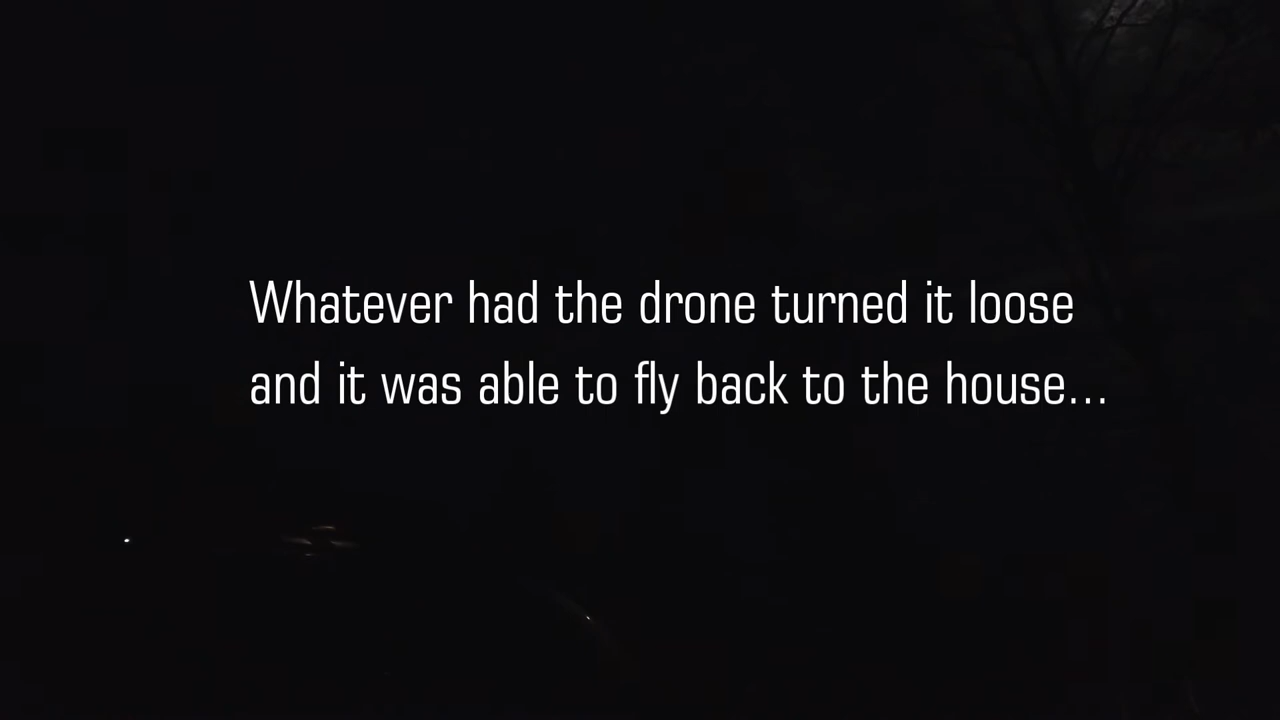 Whatever had the drone turned it loose
and it was able to fly back to the house...